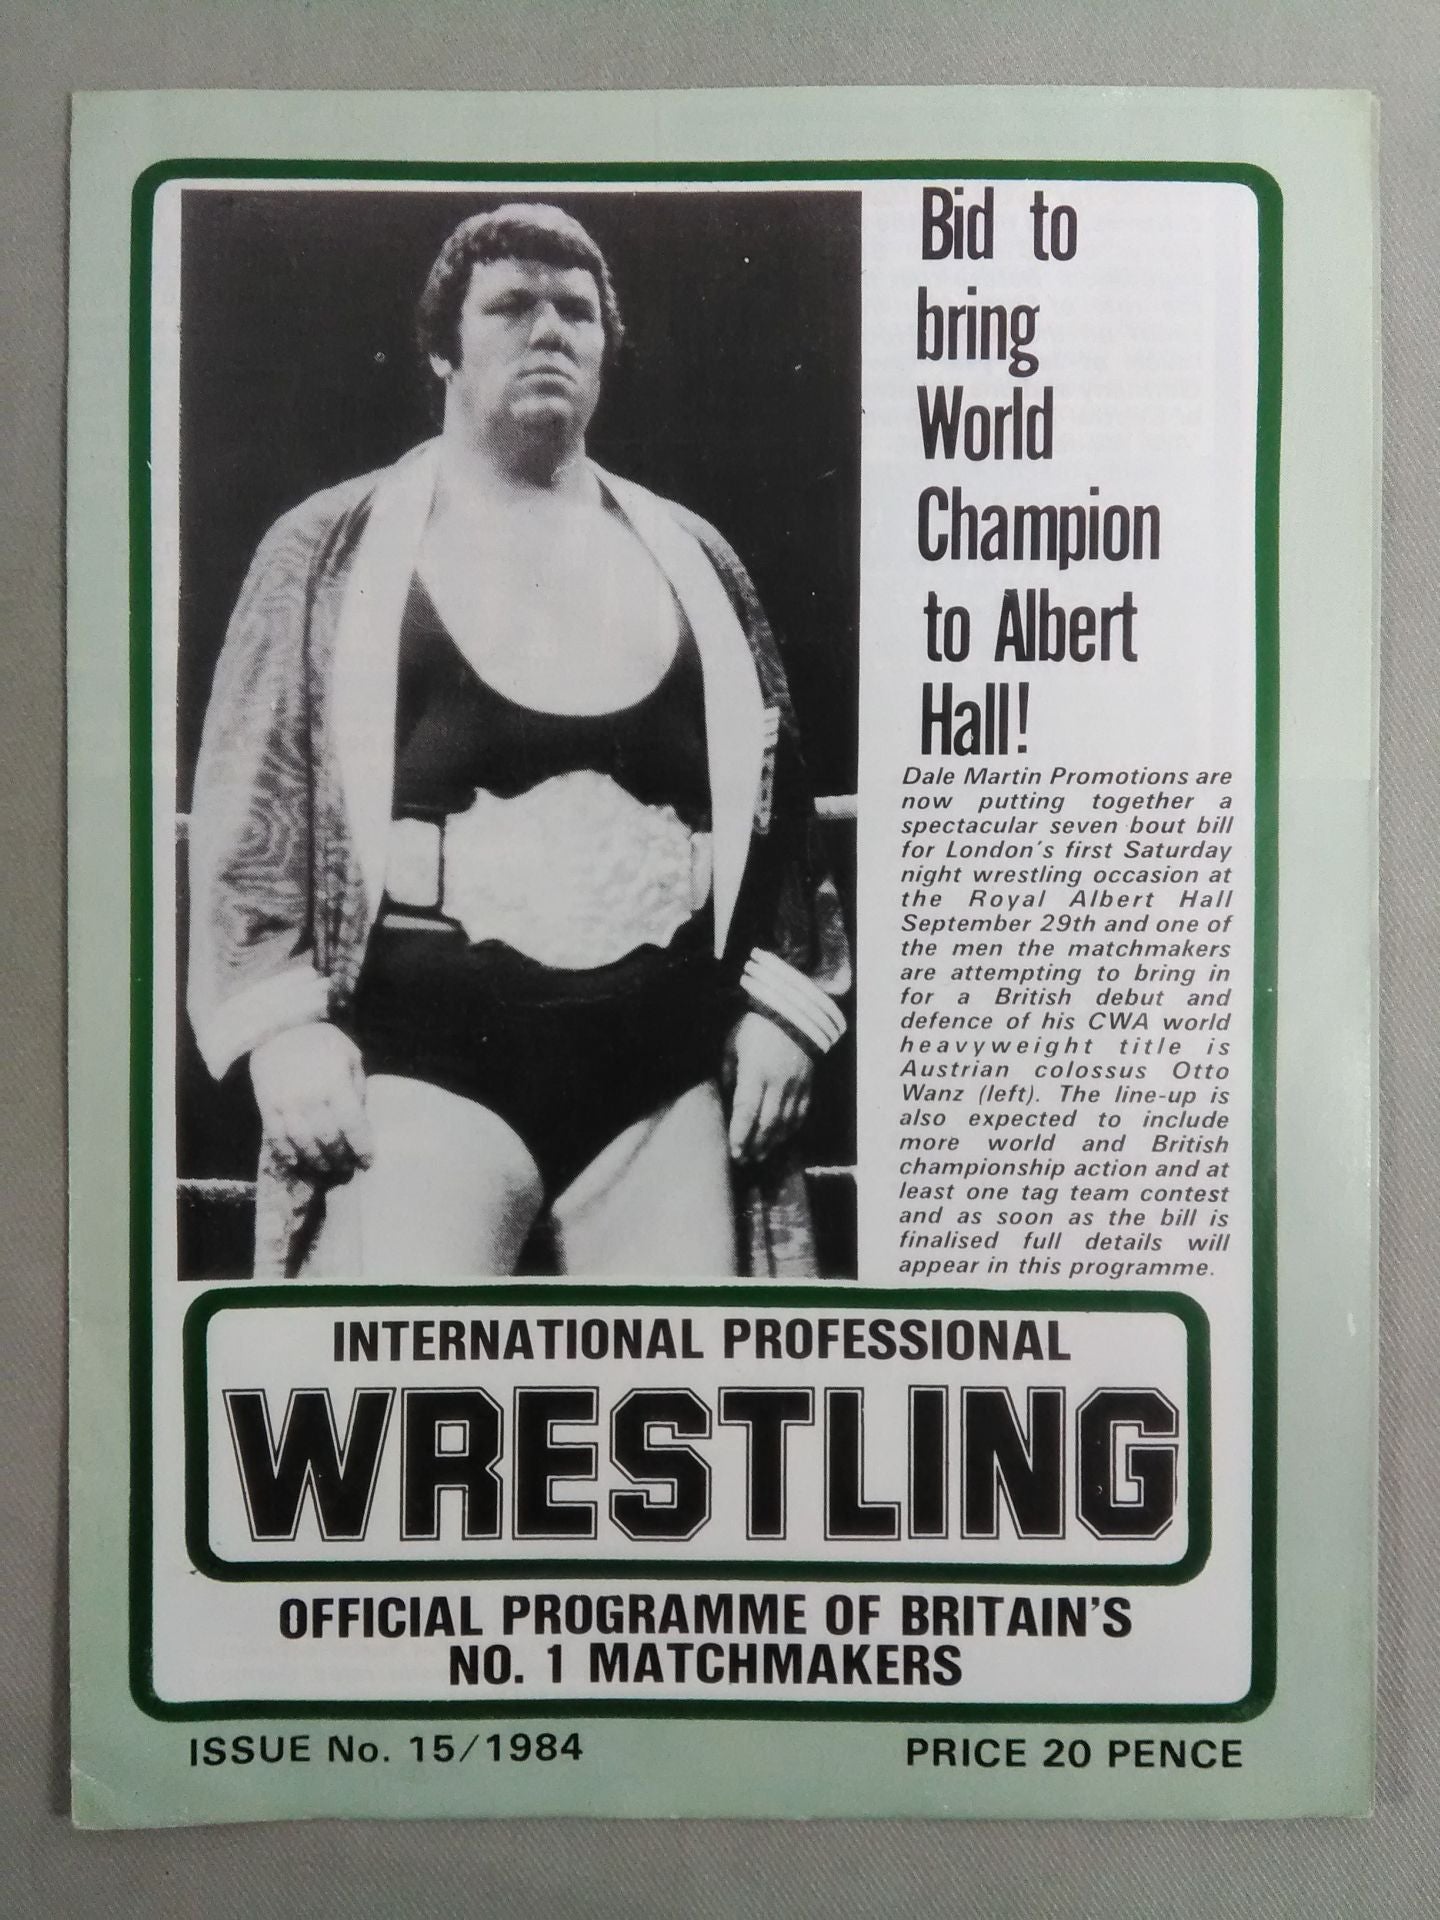 Bid to
bring
World
Champion
to Albert
Hall!
Dale Martin Promotions are
now putting together a
spectacular seven bout bill
for London's first Saturday
night wrestling occasion at
the Royal Albert Hall
September 29th and one of
the men the matchmakers
are attempting to bring in
for a British debut and
defence of his CWA world
heavyweight title is
Austrian colossus Otto
Wanz (left). The line-up is
also expected to include
more world and British
championship action and at
least one tag team contest
and as soon as the bill is
finalised full details will
appear in this programme.
INTERNATIONAL PROFESSIONAL
WRESTLING
OFFICIAL PROGRAMME OF BRITAIN'S
NO. 1 MATCHMAKERS
ISSUE No. 15/1984
PRICE 20 PENCE